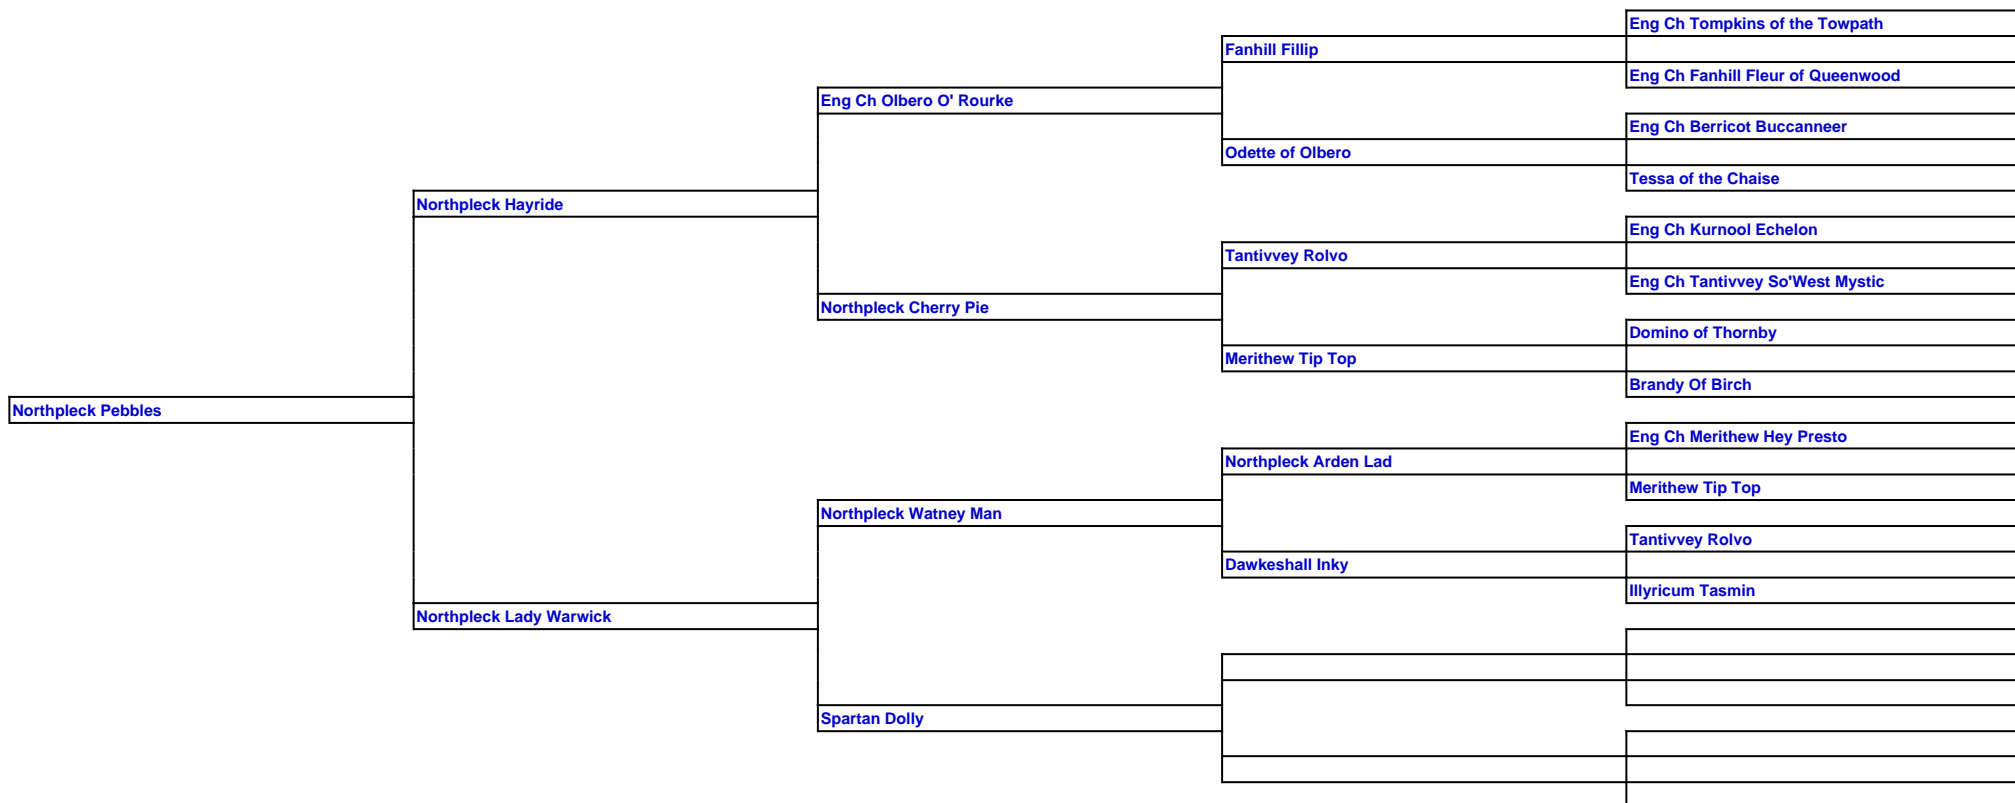 Eng Ch Tompkins of the Towpath
Fanhill Fillip
Eng Ch Fanhill Fleur of Queenwood
Eng Ch Olbero O' Rourke
Eng Ch Berricot Buccanneer
Odette of Olbero
Tessa of the Chaise
Northpleck Hayride
Eng Ch Kurnool Echelon
Tantivvey Rolvo
Eng Ch Tantivvey So'West Mystic
Northpleck Cherry Pie
Domino of Thornby
Merithew Tip Top
Brandy Of Birch
Northpleck Pebbles
Eng Ch Merithew Hey Presto
Northpleck Arden Lad
Merithew Tip Top
Northpleck Watney Man
Tantivvey Rolvo
Dawkeshall Inky
Illyricum Tasmin
Northpleck Lady Warwick
Spartan Dolly